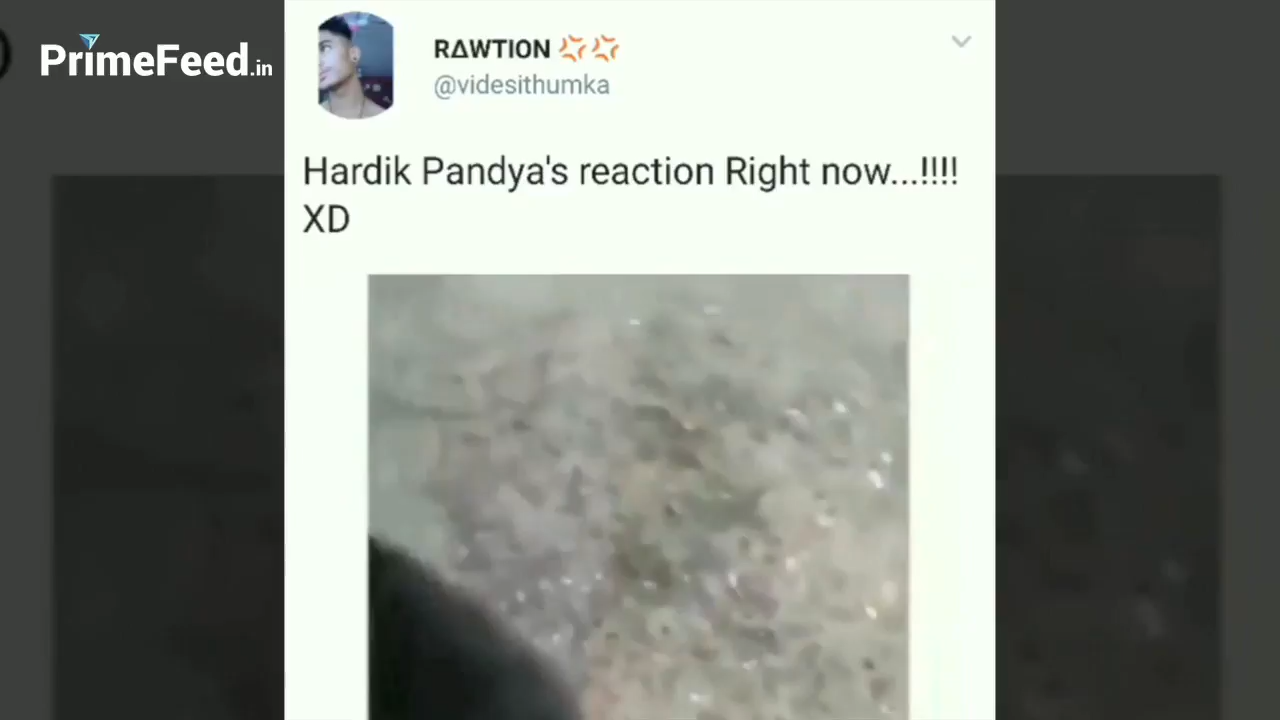 PrimeFeed.in
RΔWTION 💢💢
@videsithumka
Hardik Pandya's reaction Right now...!!!!
XD